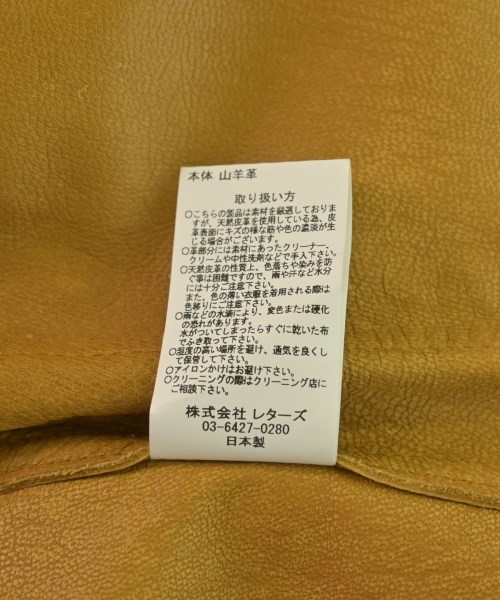 本体 山羊革
取り扱い方
○こちらの製品は素材を厳選しておりま
すが、天然皮革を使用している為、皮
革表面にキズの様な筋や色の濃淡が生
じる場合がございます。
○革部分には素材にあったクリーナー、
クリームや中性洗剤などで手入下さい。
○天然皮革の性質上、色落ちや染みを防
ぐ事は困難ですので、雨や汗など水分
には十分ご注意下さい。
また、色の薄い衣服を着用される際は
色移りにご注意下さい。
○雨などの水滴により、変色または硬化
の恐れがあります。
水がついてしまったらすぐに乾いた布
でふき取って下さい。
○湿度の高い場所を避け、通気を良くし
て保管して下さい。
○アイロンかけはお避け下さい。
○クリーニングの際はクリーニング店に
ご相談下さい。
株式会社 レターズ
03-6427-0280
日本製